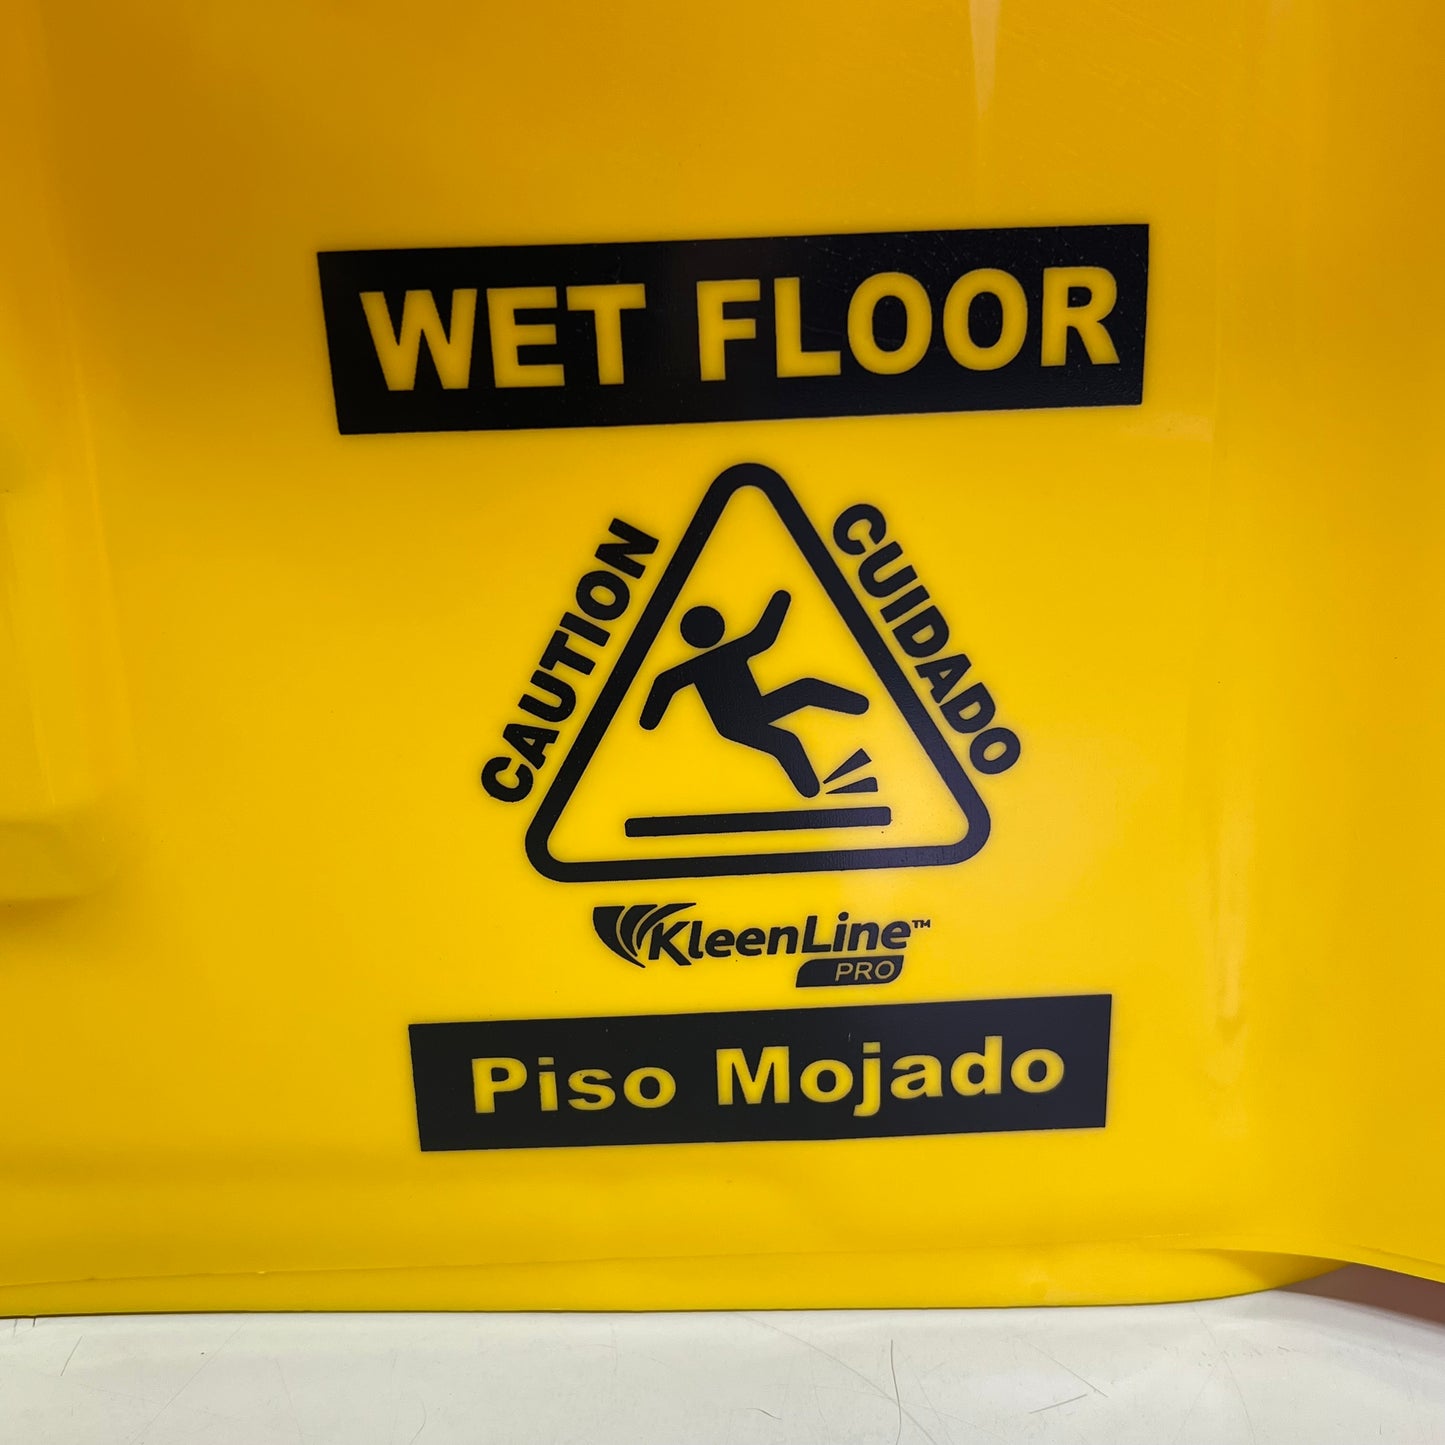 WET FLOOR
CAUTION
CUIDADO
KleenLine™
PRO
Piso Mojado